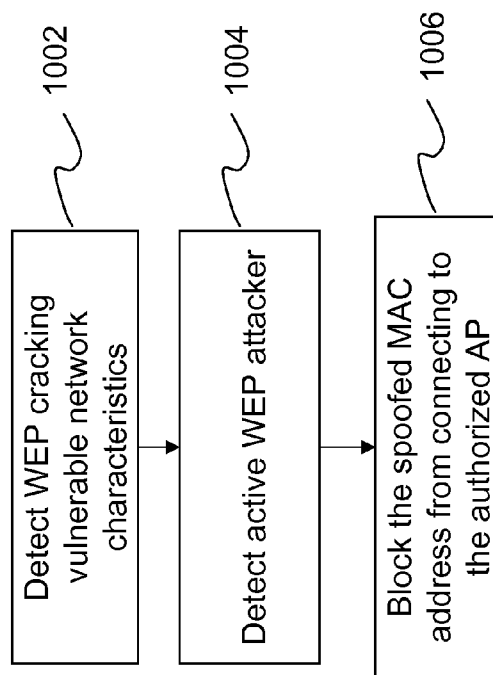 Detect WEP cracking
vulnerable network
characteristics
1002
Detect active WEP attacker
1004
Block the spoofed MAC
address from connecting to
the authorized AP
1006